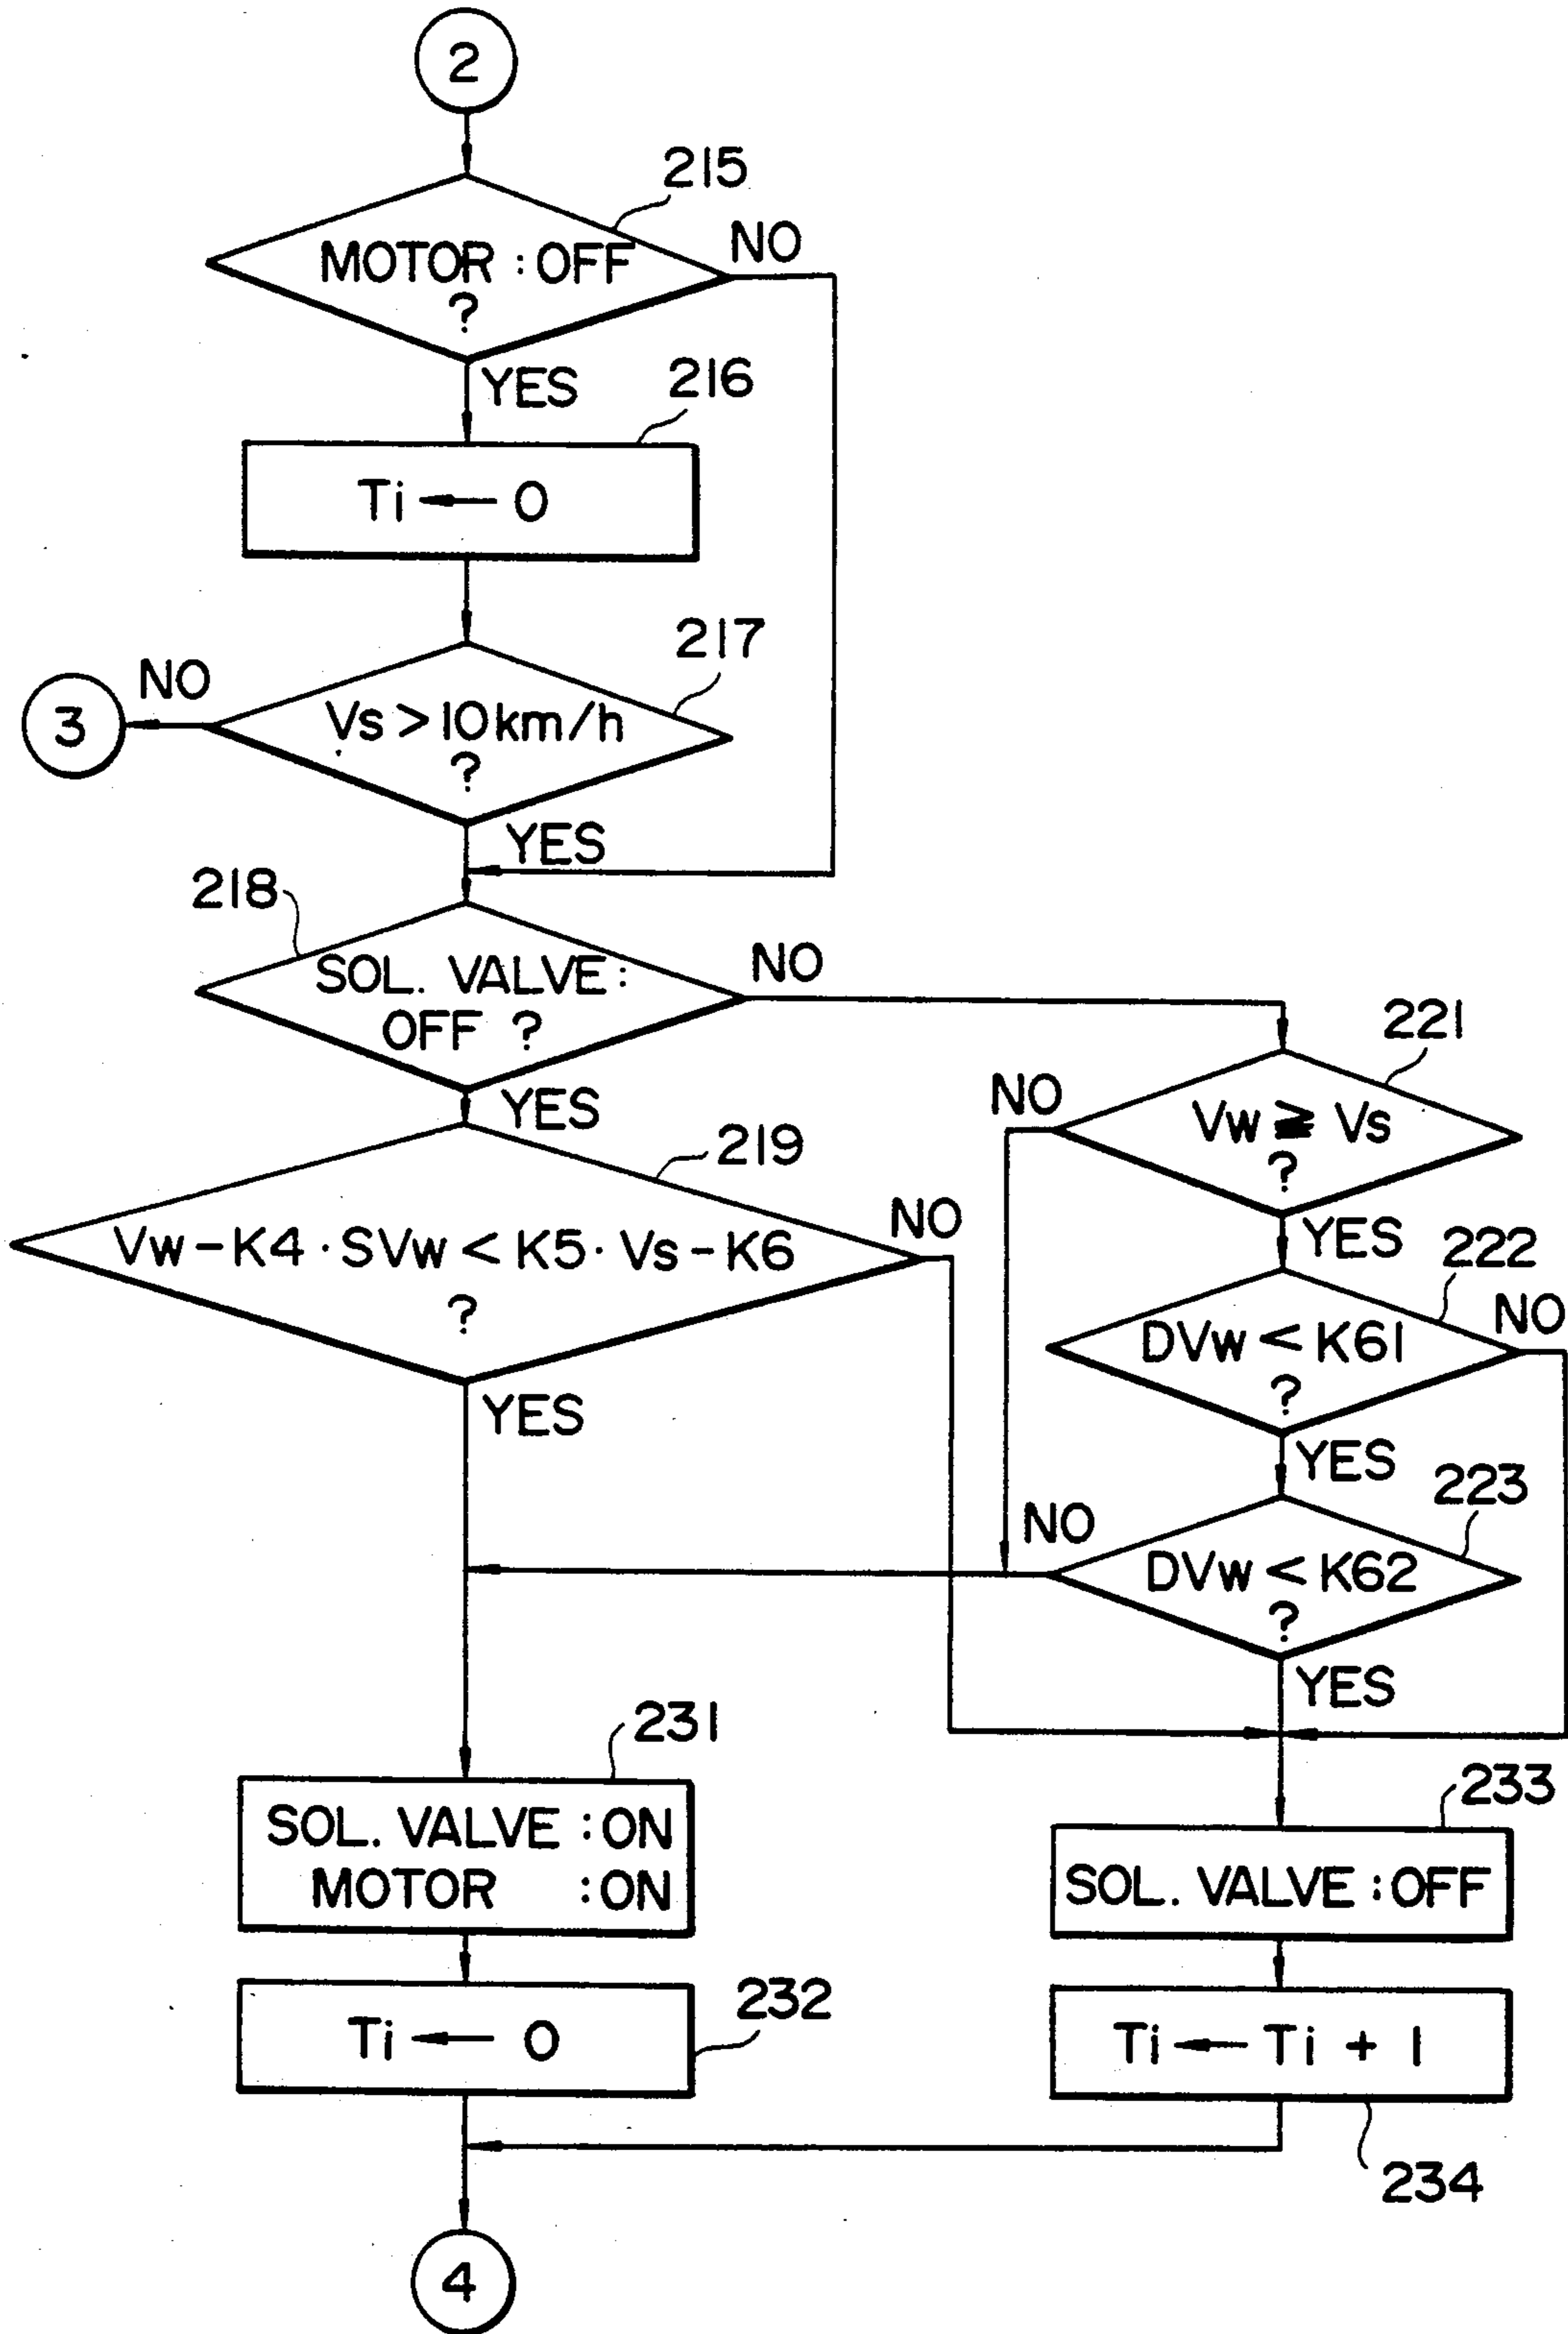 2
215
MOTOR : OFF
?
NO
YES
216
Ti ← 0
217
NO
3
Vs > 10 km/h
?
YES
218
SOL. VALVE :
OFF ?
NO
YES
221
NO
Vw ≧ Vs
?
YES
219
Vw - K4 · SVw < K5 · Vs - K6
?
NO
YES
222
DVw < K61
?
NO
YES
223
NO
DVw < K62
?
YES
231
SOL. VALVE : ON
MOTOR : ON
232
Ti ← 0
233
SOL. VALVE : OFF
Ti ← Ti + 1
234
4